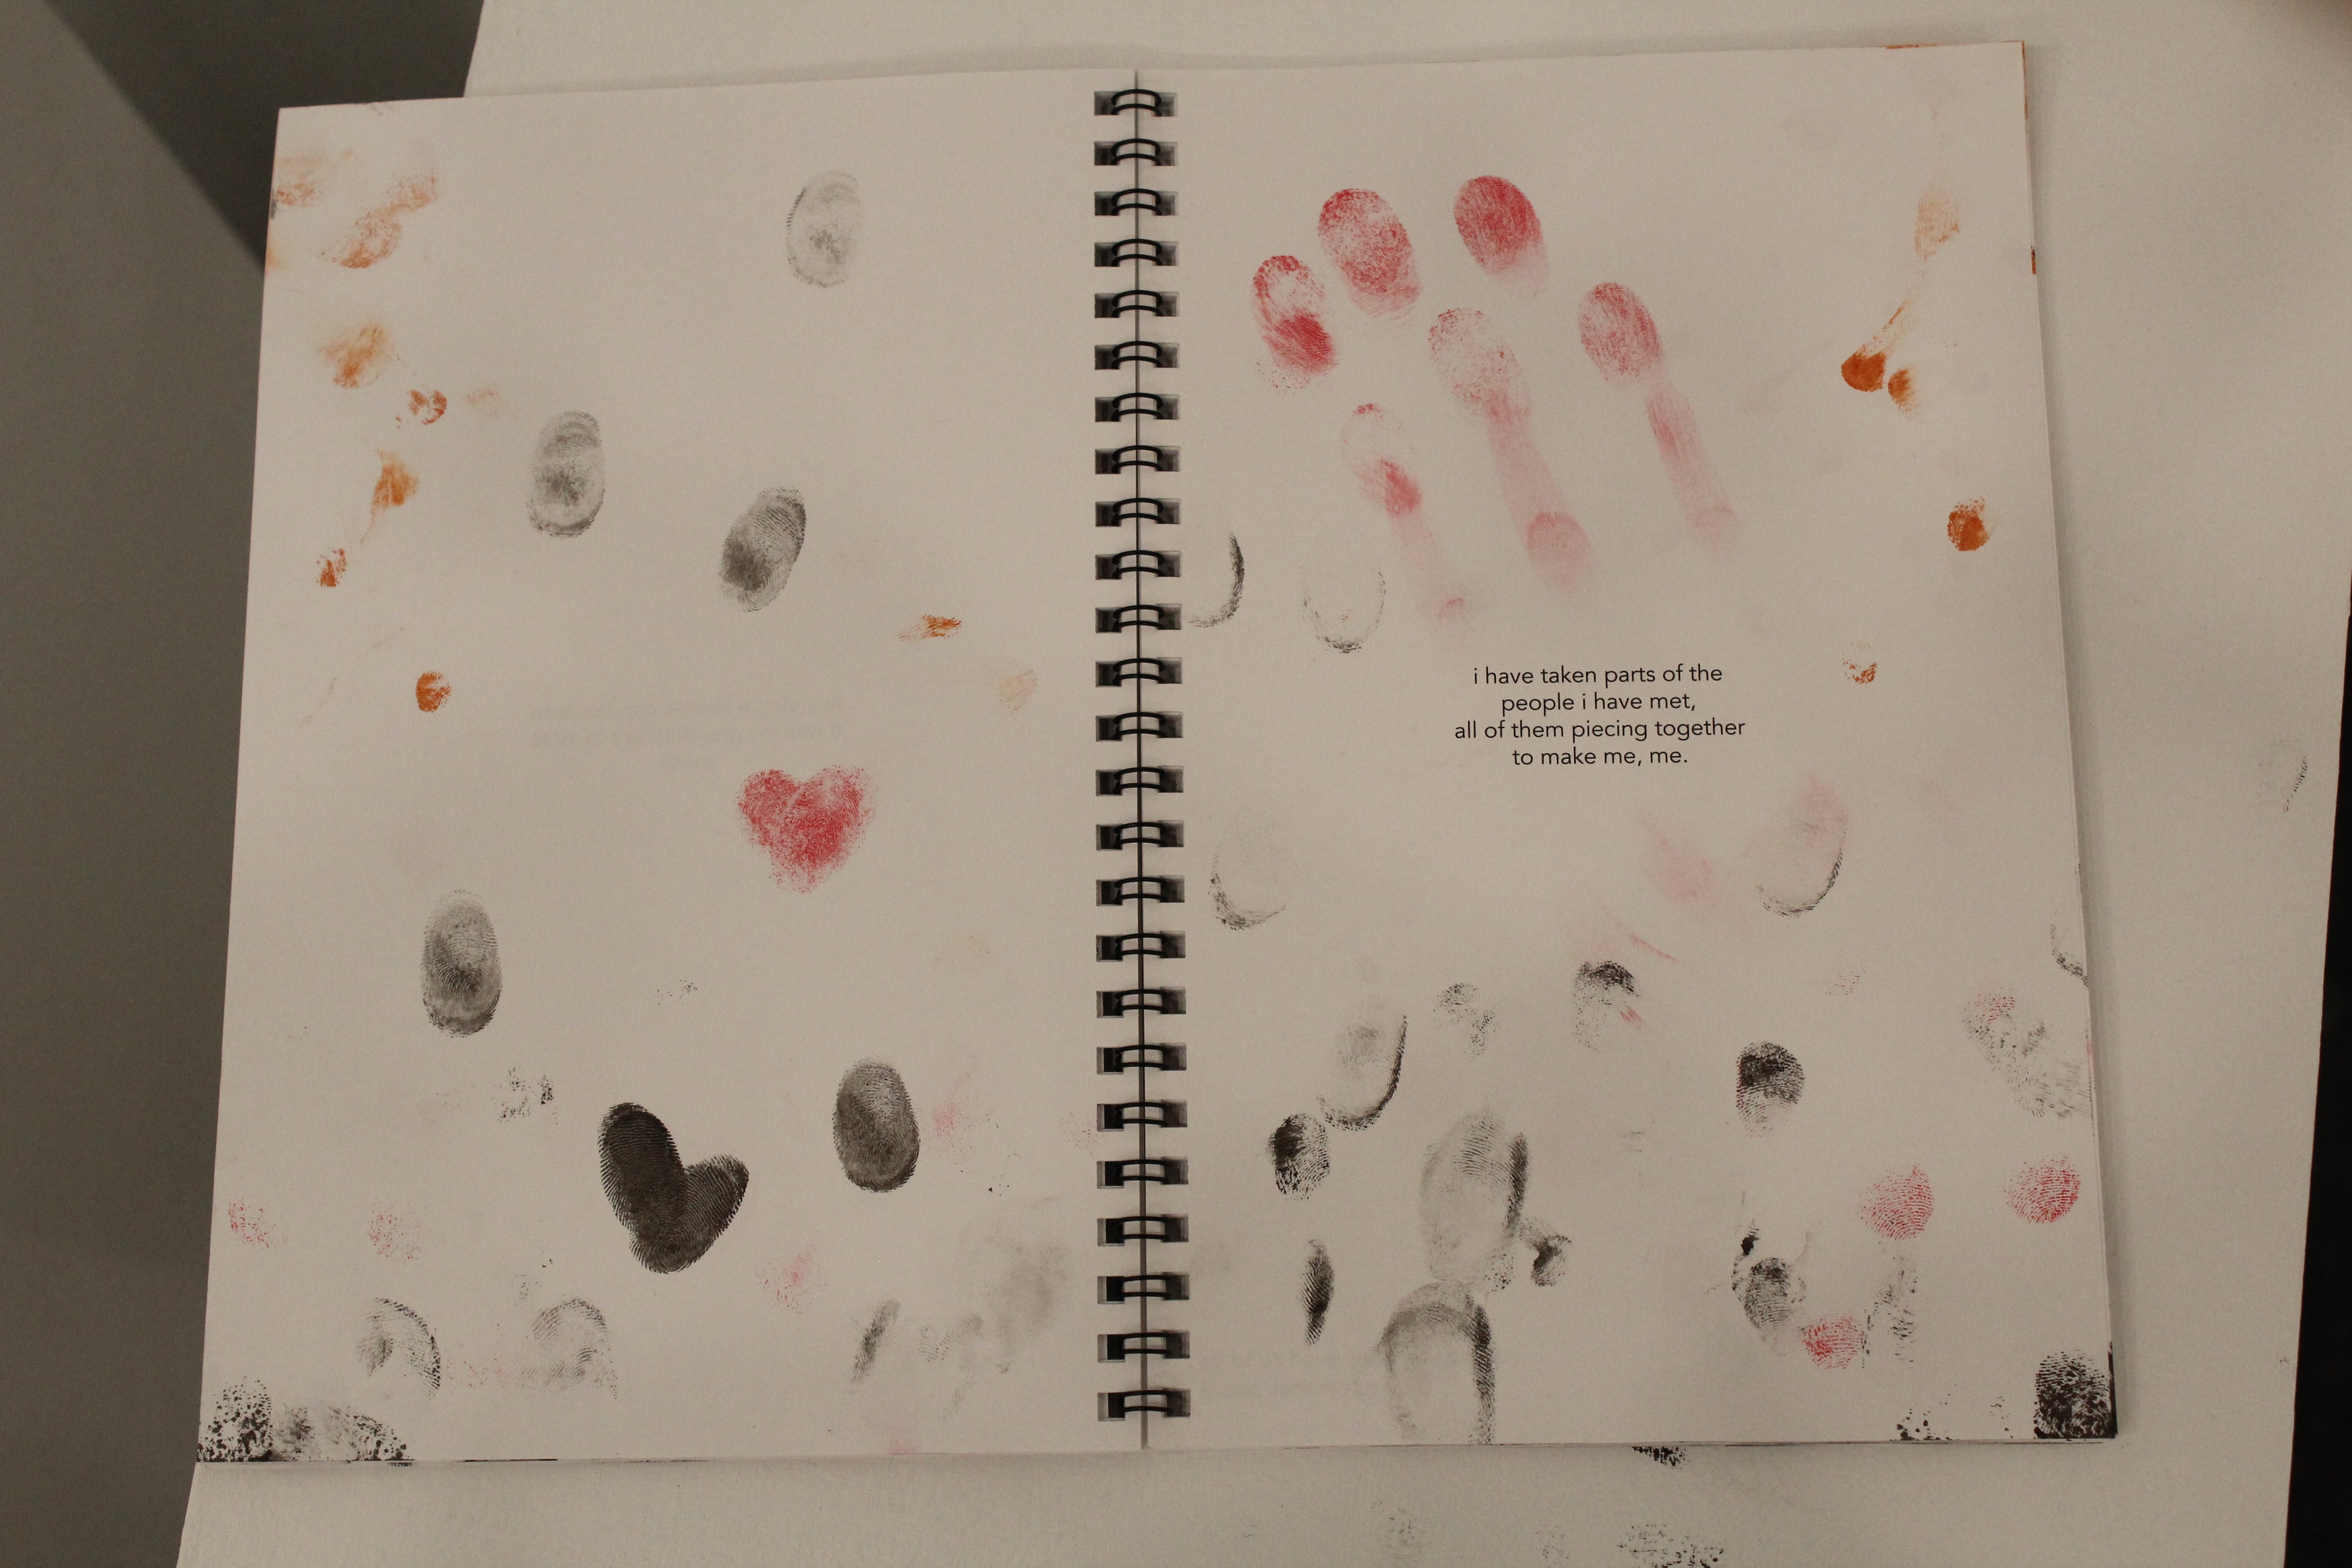 i have taken parts of the
people i have met,
all of them piecing together
to make me, me.